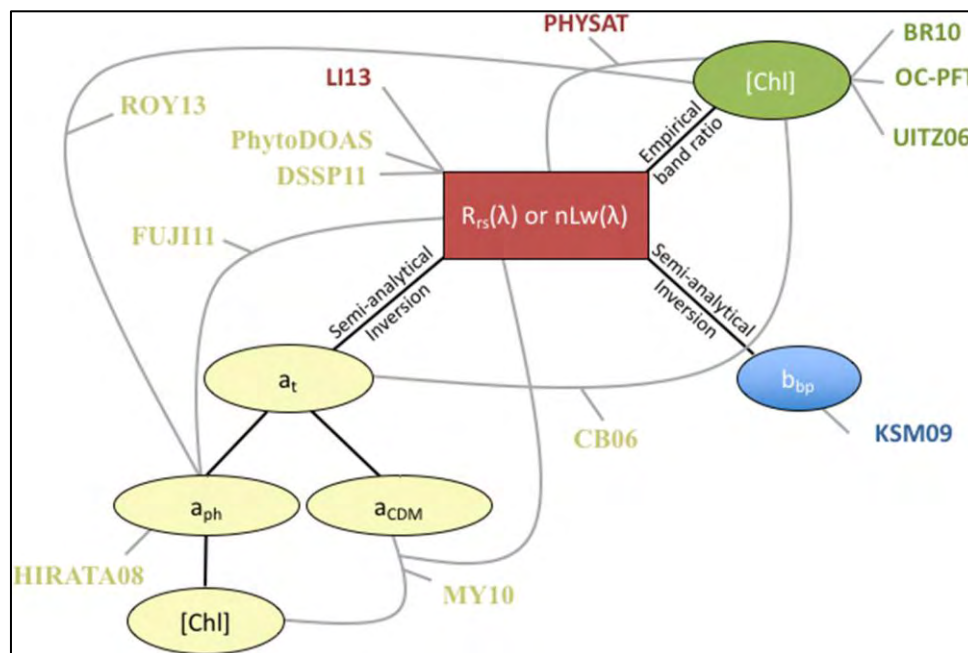 PHYSAT
BR10
LI13
[Chl]
OC-PFT
ROY13
UITZ06
PhytoDOAS
DSSP11
Empirical
band ratio
Rrs(λ) or nLw(λ)
FUJI11
Semi-analytical
Inversion
Semi-analytical
Inversion
at
bbp
CB06
KSM09
aph
aCDM
HIRATA08
MY10
[Chl]